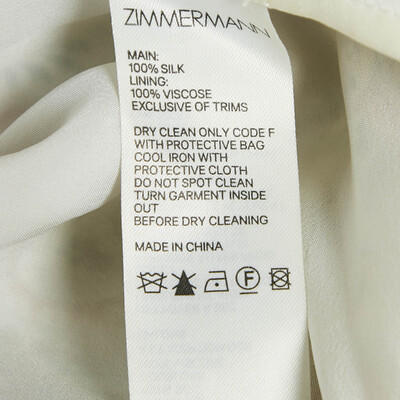 ZIMMERMANN
MAIN:
100% SILK
LINING:
100% VISCOSE
EXCLUSIVE OF TRIMS
DRY CLEAN ONLY CODE F
WITH PROTECTIVE BAG
COOL IRON WITH
PROTECTIVE CLOTH
DO NOT SPOT CLEAN
TURN GARMENT INSIDE
OUT
BEFORE DRY CLEANING
MADE IN CHINA
F